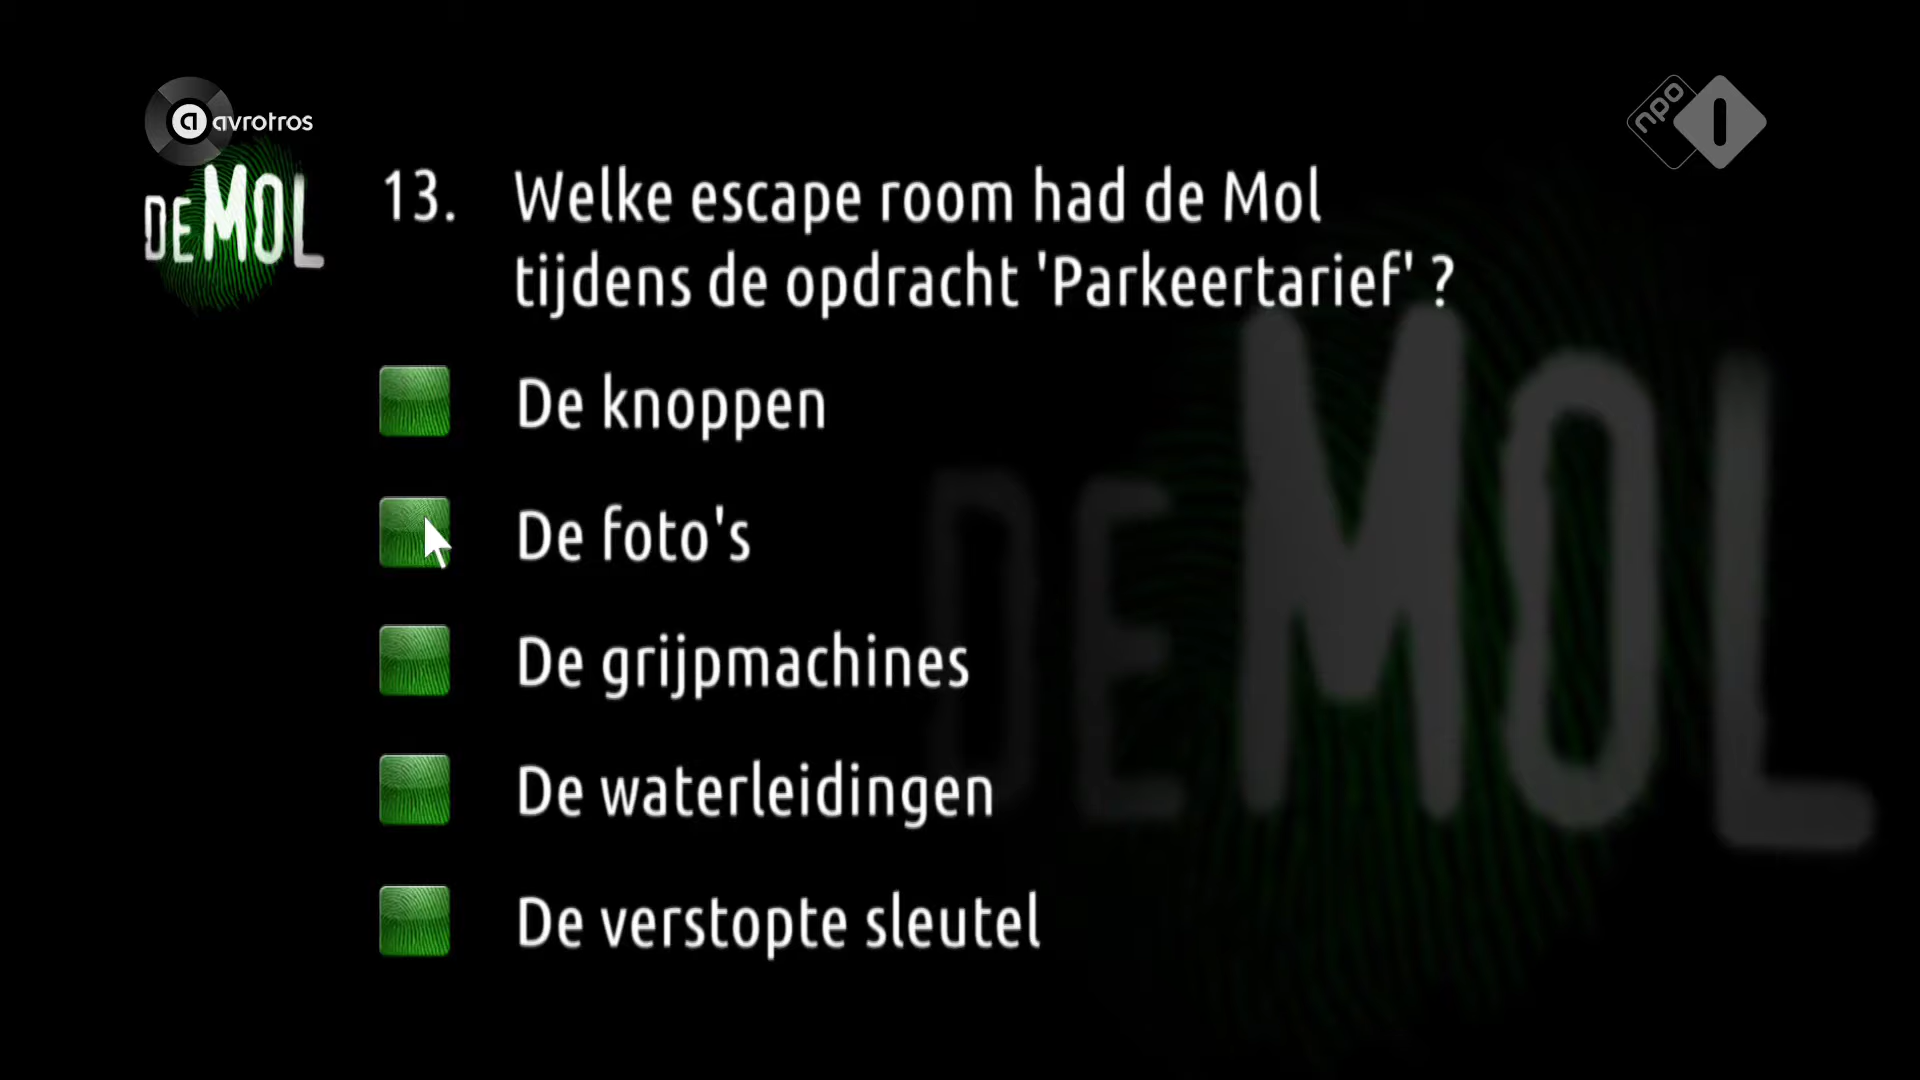 avrotros
npo 1
DE MOL
13. Welke escape room had de Mol
tijdens de opdracht 'Parkeertarief' ?
De knoppen
De foto's
De grijpmachines
De waterleidingen
De verstopte sleutel
DE MOL